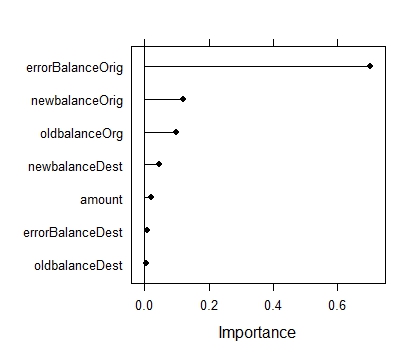 errorBalanceOrig
newbalanceOrig
oldbalanceOrg
newbalanceDest
amount
errorBalanceDest
oldbalanceDest
0.0 0.2 0.4 0.6
Importance